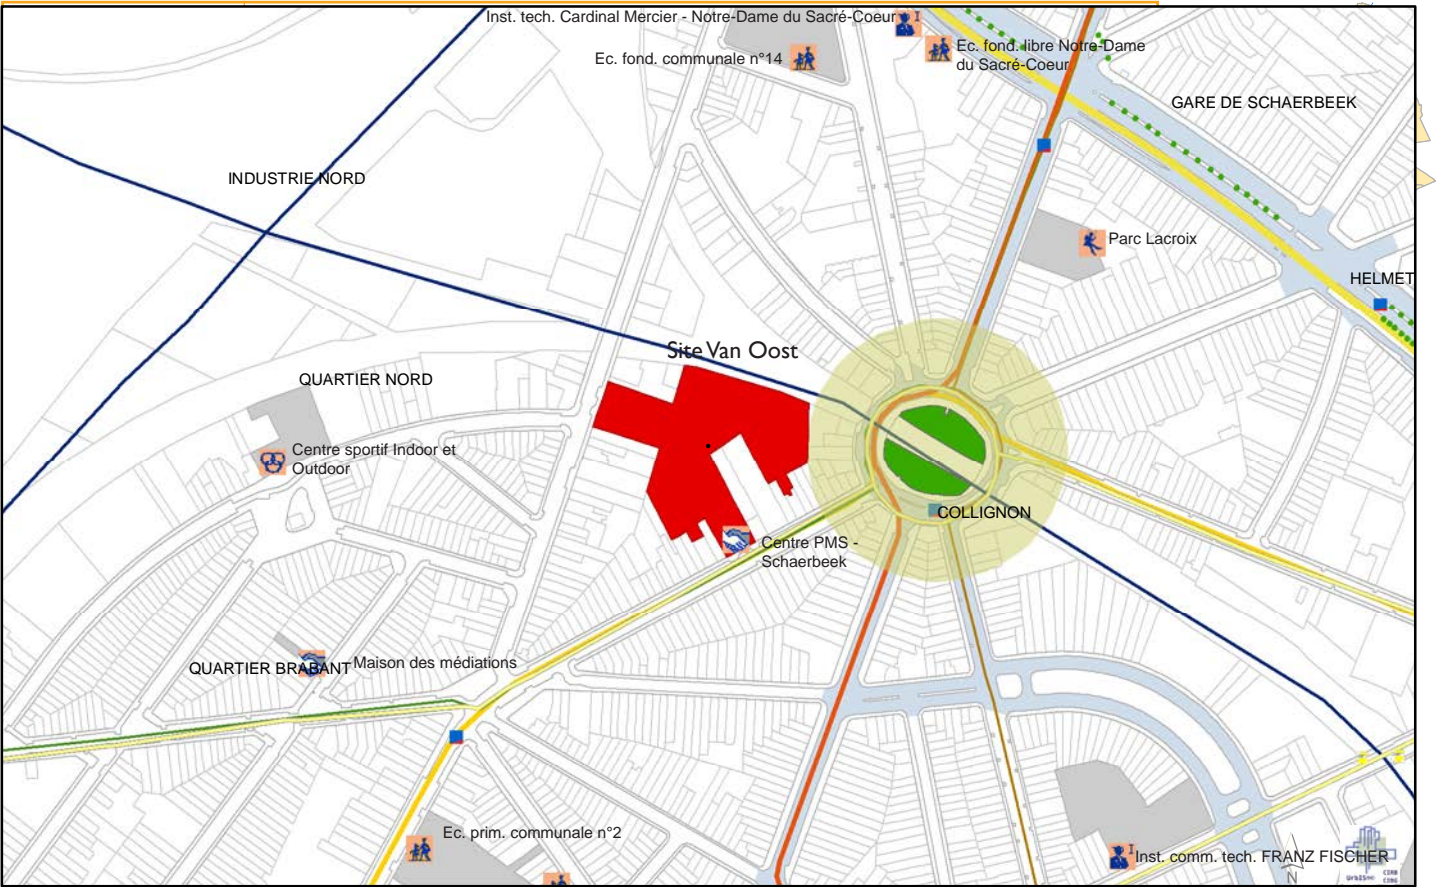 Inst. tech. Cardinal Mercier - Notre-Dame du Sacré-Coeur
I
Ec. fond. communale n°14
Ec. fond. libre Notre-Dame
du Sacré-Coeur
GARE DE SCHAERBEEK
INDUSTRIE NORD
Parc Lacroix
HELMET
Site Van Oost
QUARTIER NORD
Centre sportif Indoor et
Outdoor
COLLIGNON
Centre PMS -
Schaerbeek
QUARTIER BRABANT
Maison des médiations
Ec. prim. communale n°2
I
Inst. comm. tech. FRANZ FISCHER
N
UrbIS
CIRB
CIBG